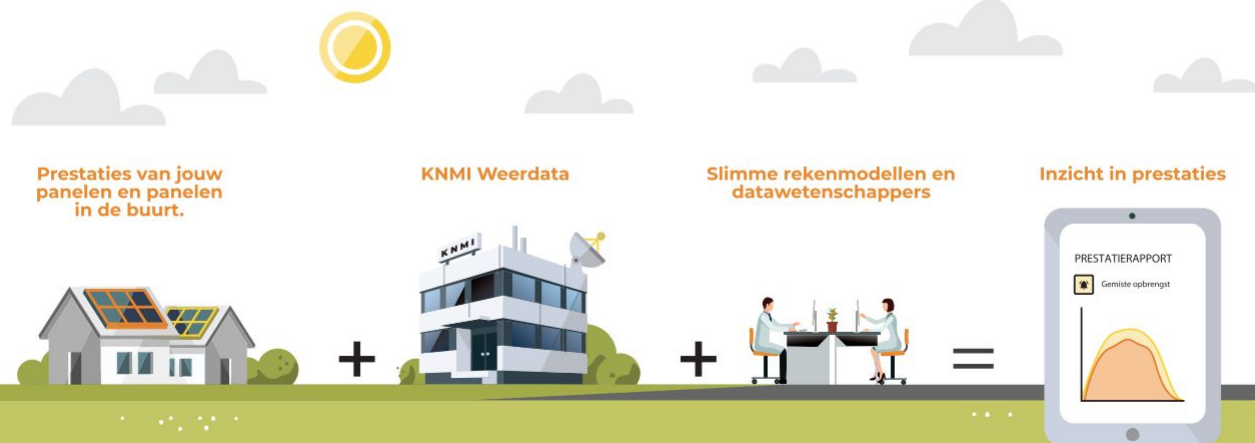 Prestaties van jouw
panelen en panelen
in de buurt.
KNMI Weerdata
Slimme rekenmodellen en
datawetenschappers
Inzicht in prestaties
KNMI
+
+
=
PRESTATIERAPPORT
Gemiste opbrengst